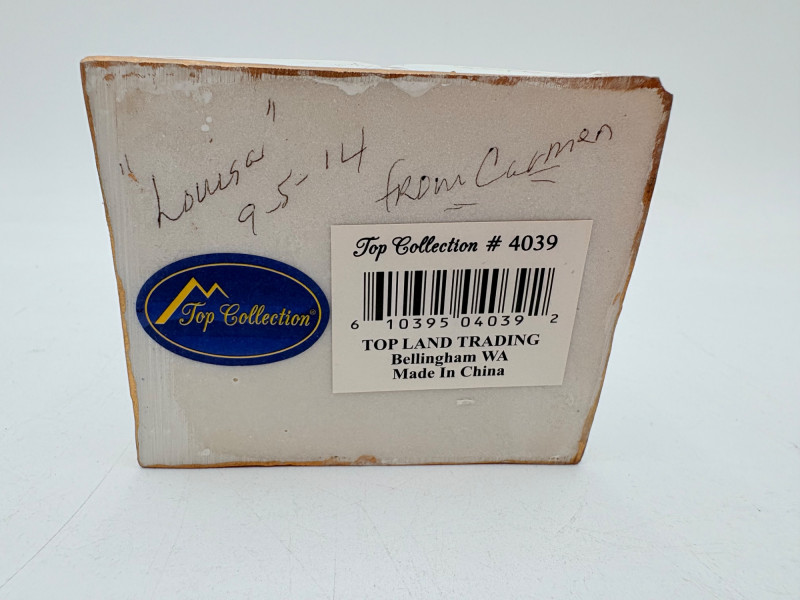 "Louisa"
9-5-14
from Carmen
Top Collection # 4039
6 10395 04039 2
TOP LAND TRADING
Bellingham WA
Made In China
Top Collection®